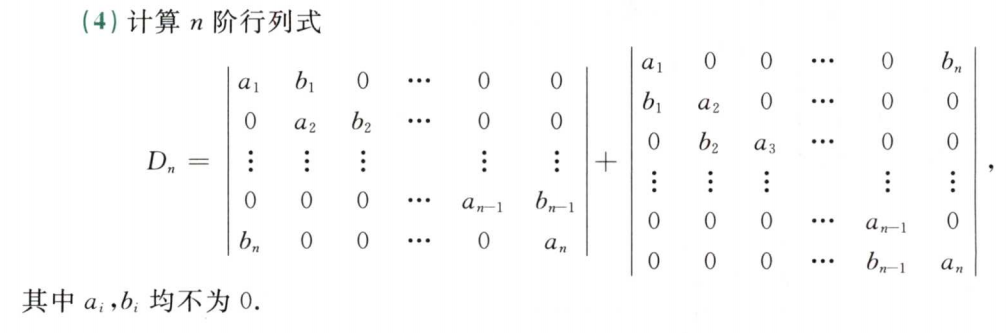 (4) 计算 n 阶行列式
D_n = | a_1 b_1 0 ⋯ 0 0 | + | a_1 0 0 ⋯ 0 b_n | ,
| 0 a_2 b_2 ⋯ 0 0 | | b_1 a_2 0 ⋯ 0 0 |
| ⋮ ⋮ ⋮ ⋮ ⋮ | | 0 b_2 a_3 ⋯ 0 0 |
| 0 0 0 ⋯ a_{n-1} b_{n-1} | | ⋮ ⋮ ⋮ ⋮ ⋮ |
| b_n 0 0 ⋯ 0 a_n | | 0 0 0 ⋯ a_{n-1} 0 |
| 0 0 0 ⋯ b_{n-1} a_n |
其中 a_i,b_i 均不为 0.